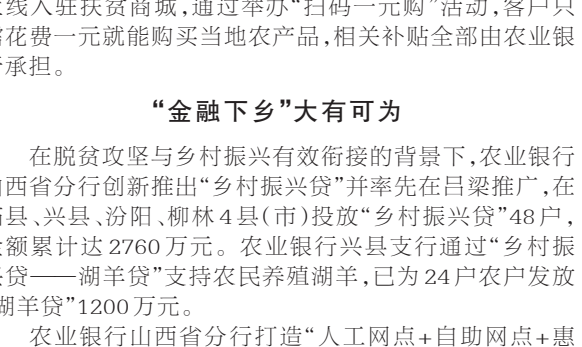 线入驻扶贫商城，通过举办“扫码一元购”活动，客户只
花费一元就能购买当地农产品，相关补贴全部由农业银
承担。
“金融下乡”大有可为
在脱贫攻坚与乡村振兴有效衔接的背景下，农业银行
西省分行创新推出“乡村振兴贷”并率先在吕梁推广，在
县、兴县、汾阳、柳林4县（市）投放“乡村振兴贷”48户，
额累计达2760万元。农业银行兴县支行通过“乡村振
贷——湖羊贷”支持农民养殖湖羊，已为24户农户发放
湖羊贷”1200万元。
农业银行山西省分行打造“人工网点+自助网点+惠